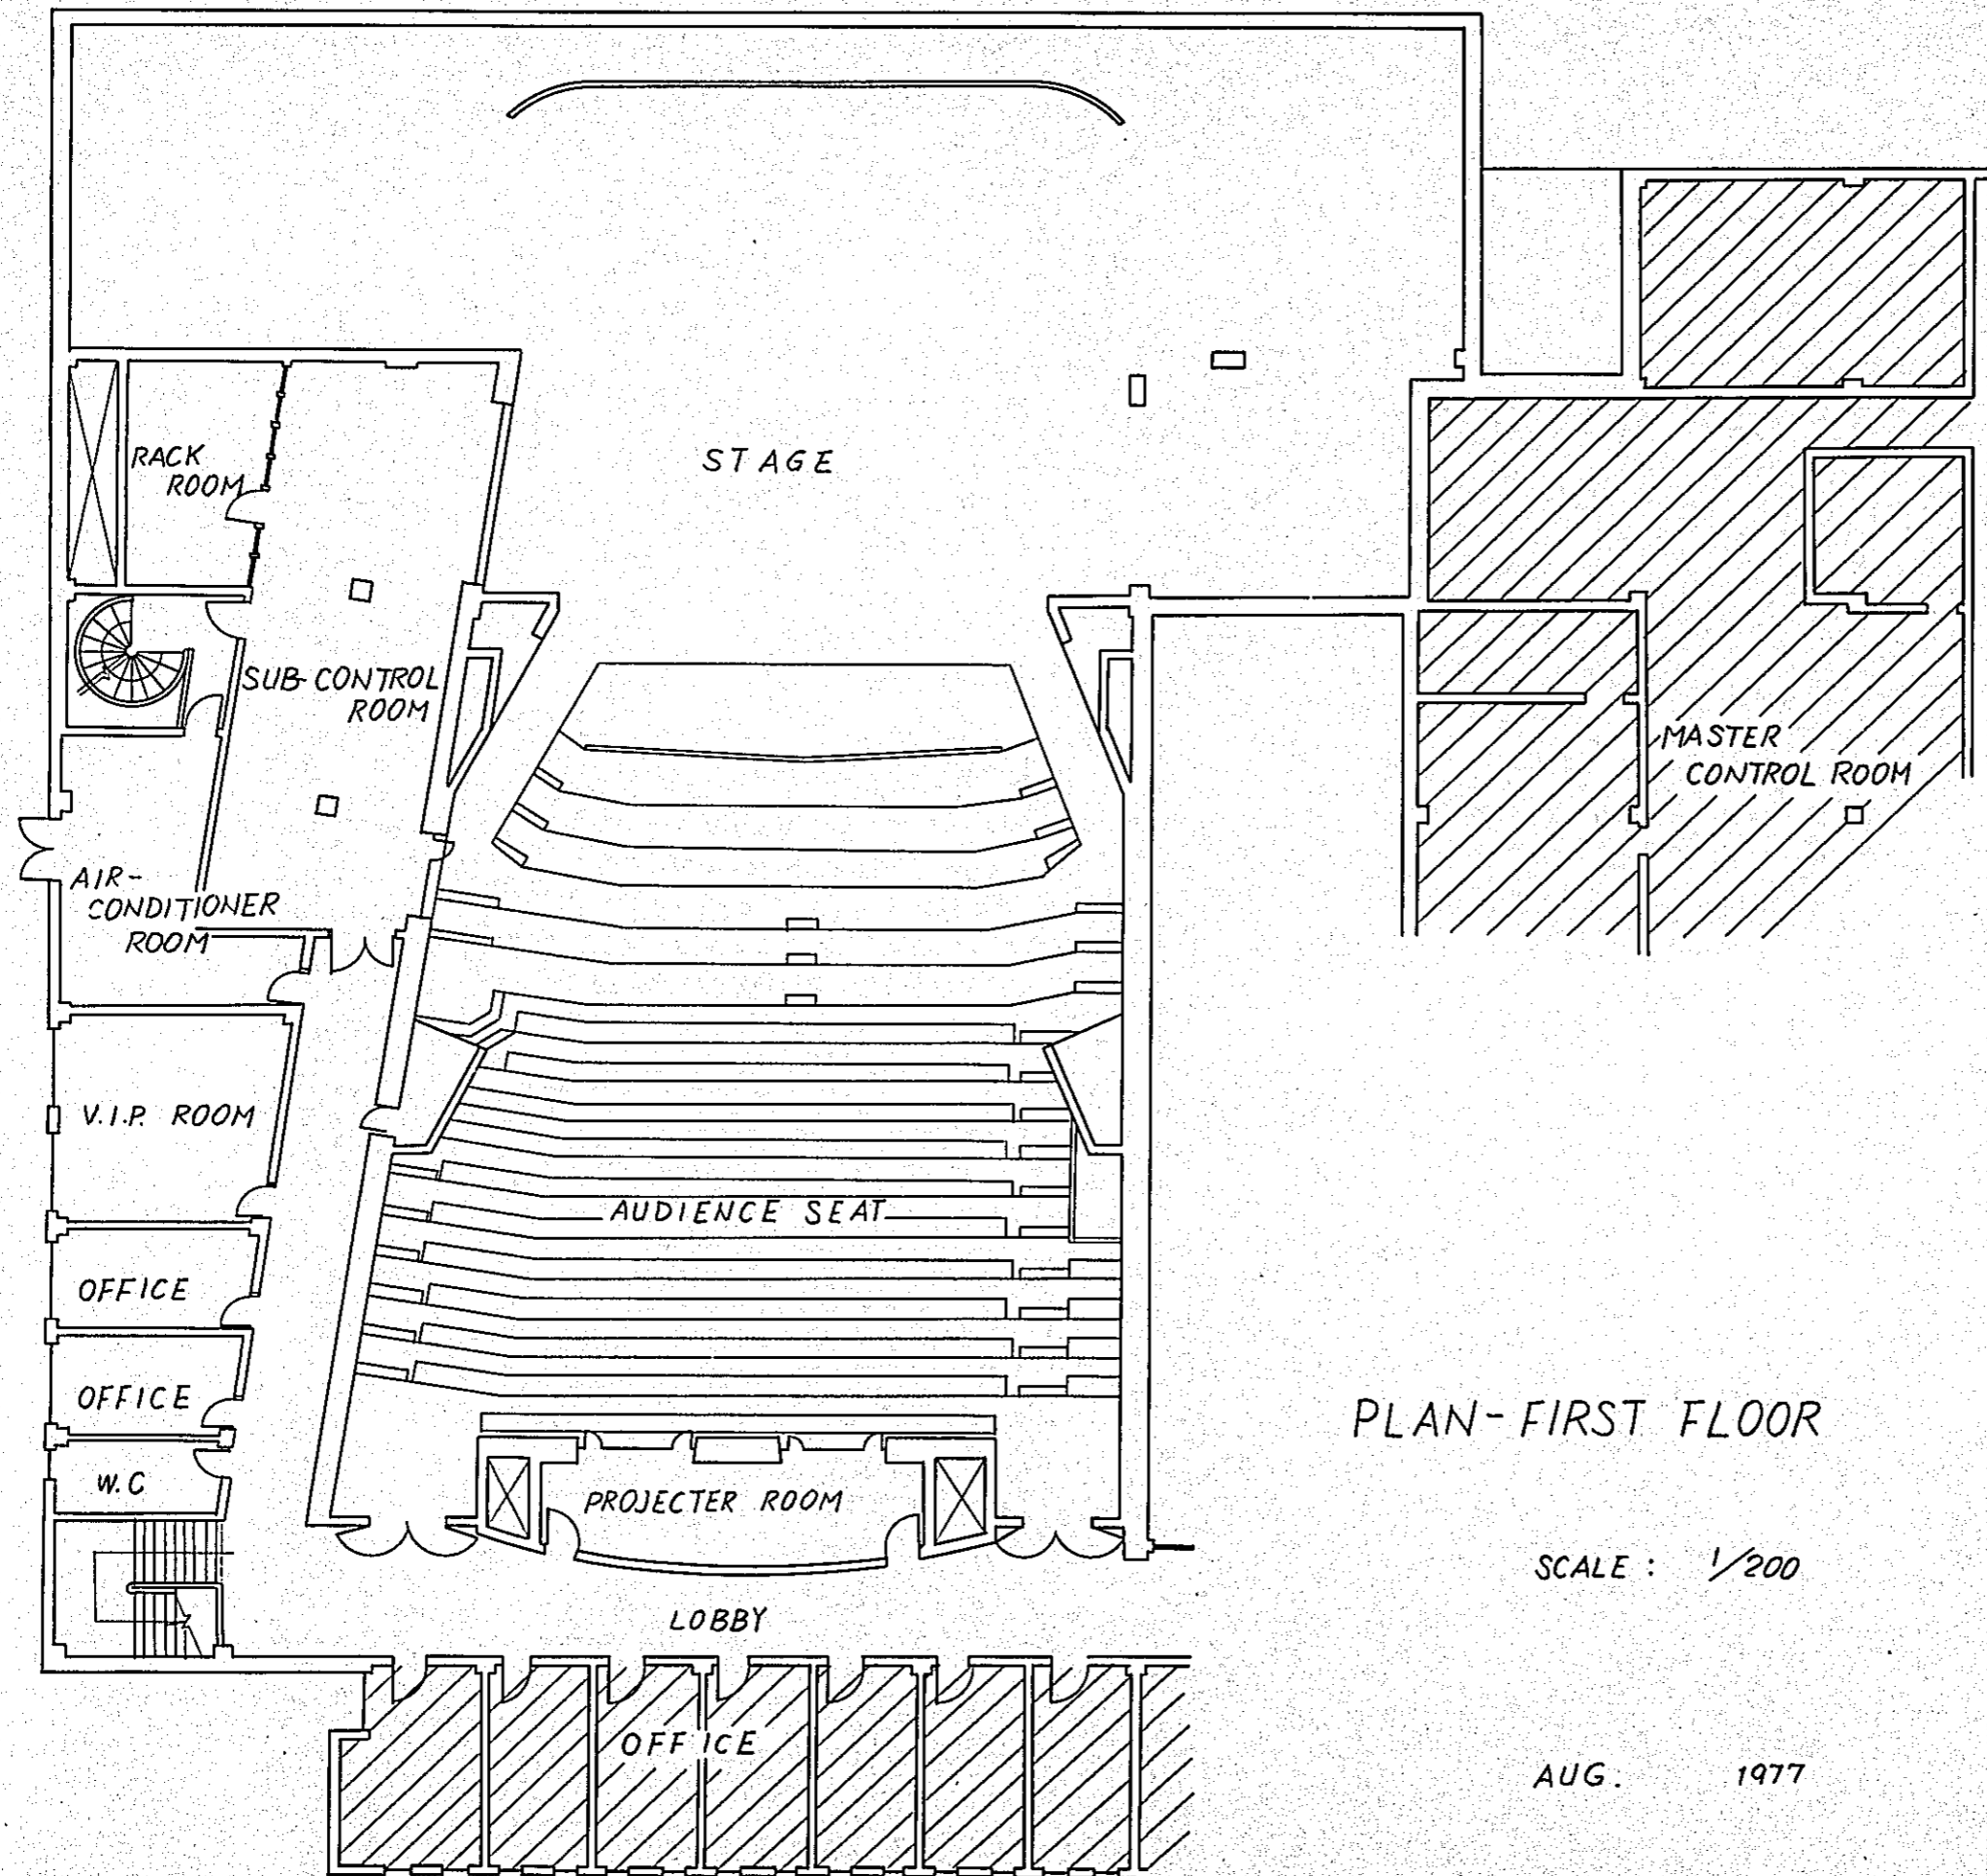 RACK
ROOM
STAGE
SUB-CONTROL
ROOM
MASTER
CONTROL ROOM
AIR-
CONDITIONER
ROOM
V.I.P. ROOM
AUDIENCE SEAT
OFFICE
OFFICE
W.C
PROJECTER ROOM
LOBBY
OFFICE
PLAN-FIRST FLOOR
SCALE : 1/200
AUG. 1977